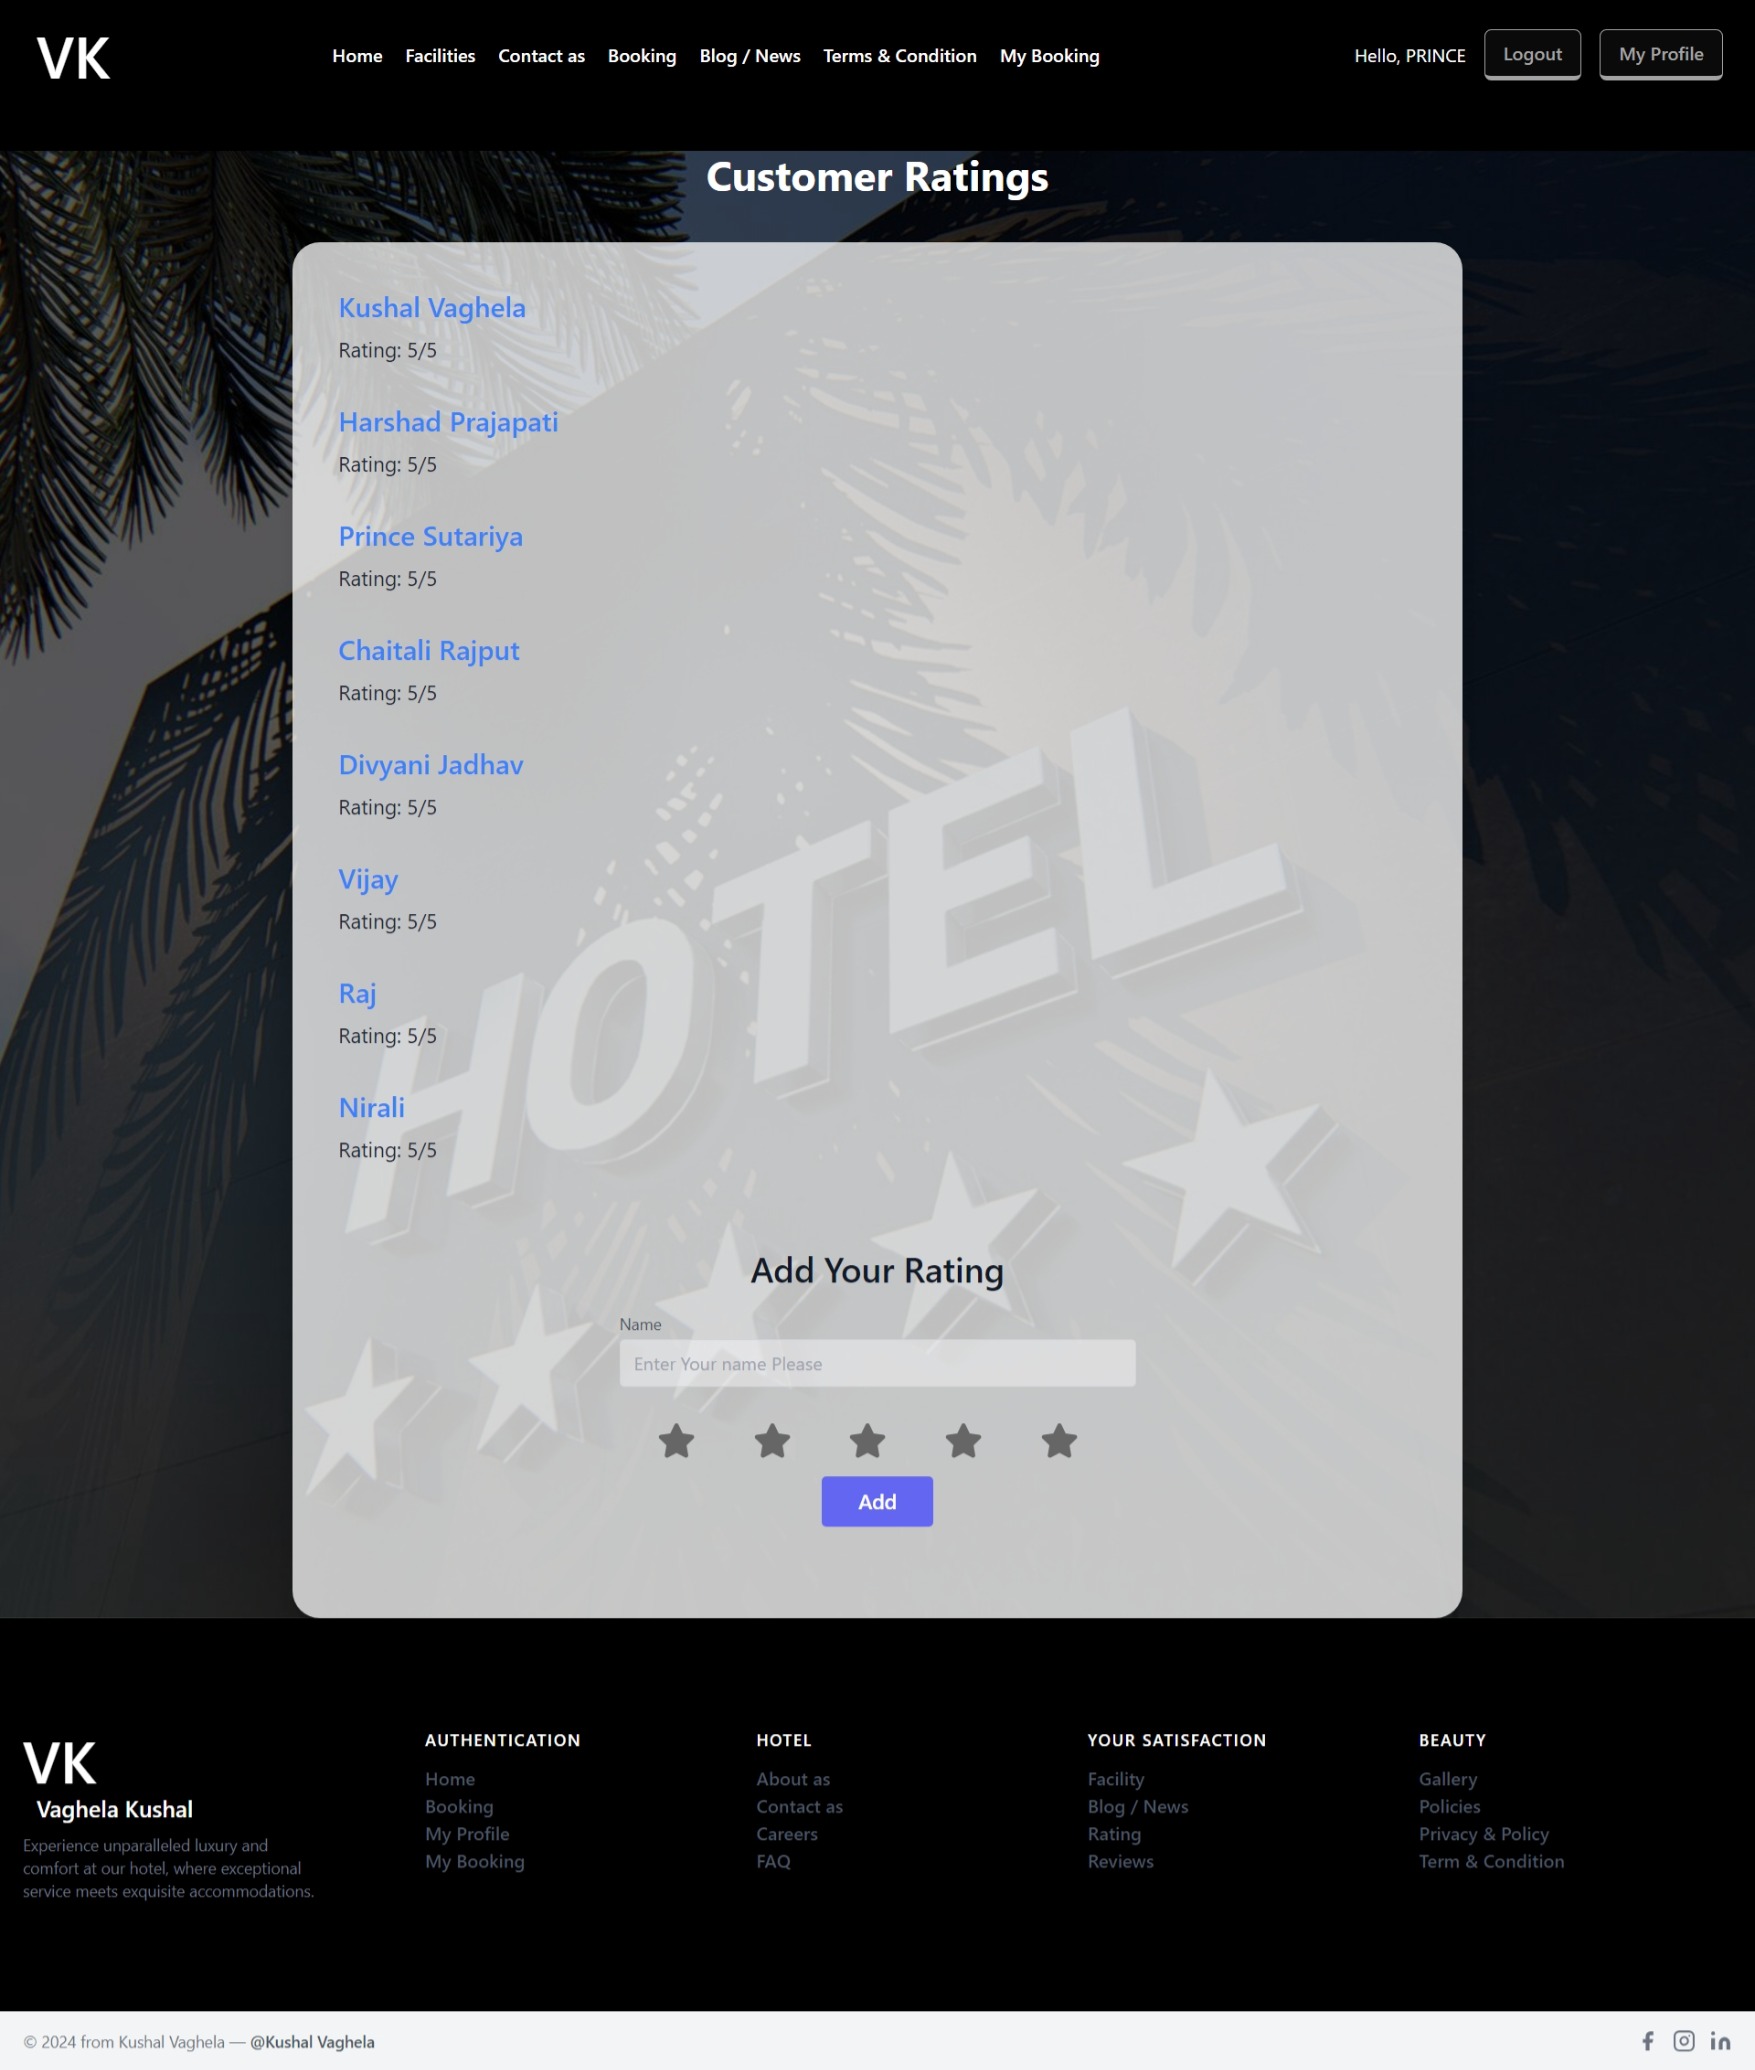 VK
Home Facilities Contact as Booking Blog / News Terms & Condition My Booking
Hello, PRINCE Logout My Profile
Customer Ratings
Kushal Vaghela
Rating: 5/5
Harshad Prajapati
Rating: 5/5
Prince Sutariya
Rating: 5/5
Chaitali Rajput
Rating: 5/5
Divyani Jadhav
Rating: 5/5
Vijay
Rating: 5/5
Raj
Rating: 5/5
Nirali
Rating: 5/5
HOTEL
Add Your Rating
Name
Enter Your name Please
Add
VK
Vaghela Kushal
Experience unparalleled luxury and
comfort at our hotel, where exceptional
service meets exquisite accommodations.
AUTHENTICATION
Home
Booking
My Profile
My Booking
HOTEL
About as
Contact as
Careers
FAQ
YOUR SATISFACTION
Facility
Blog / News
Rating
Reviews
BEAUTY
Gallery
Policies
Privacy & Policy
Term & Condition
© 2024 from Kushal Vaghela — @Kushal Vaghela